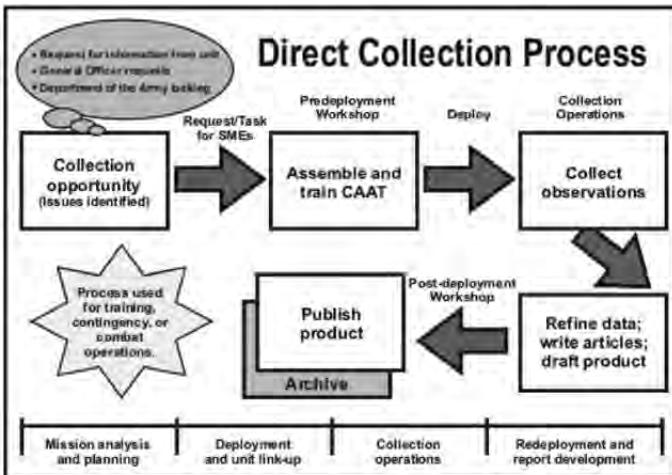 Direct Collection Process
• Request for information from unit
• General Officer requests
• Department of the Army tasking
Collection
opportunity
(Issues identified)
Request/Task
for SMEs
Predeployment
Workshop
Assemble and
train CAAT
Deploy
Collection
Operations
Collect
observations
Process used
for training,
contingency, or
combat
operations.
Publish
product
Archive
Post-deployment
Workshop
Refine data;
write articles;
draft product
Mission analysis
and planning
Deployment
and unit link-up
Collection
operations
Redeployment and
report development